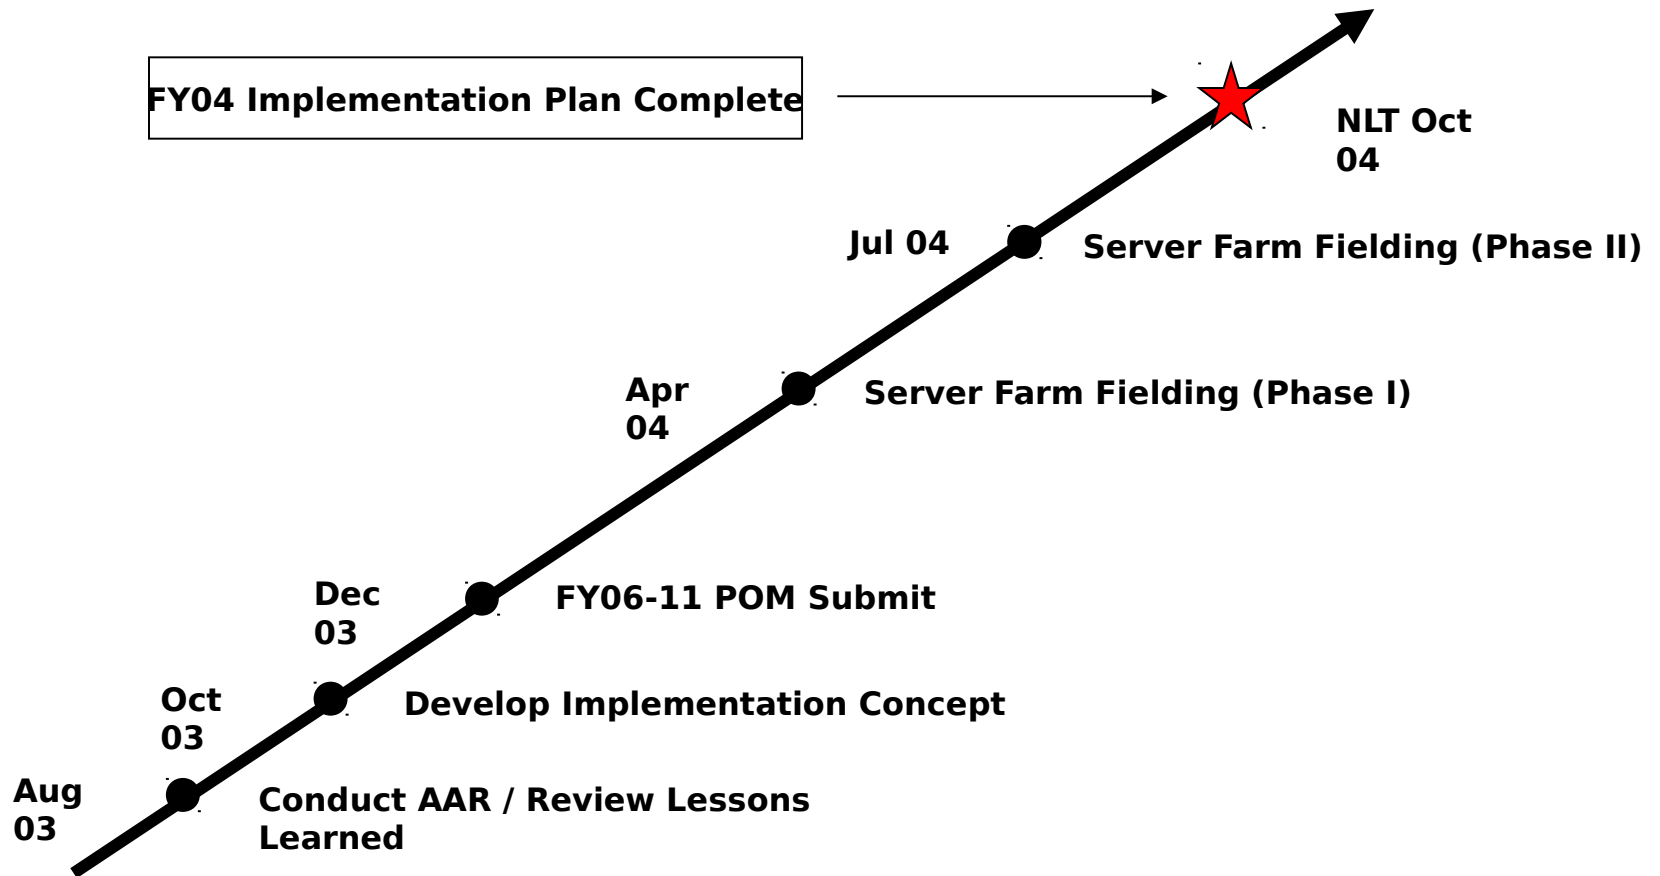 FY04 Implementation Plan Complete
NLT Oct
04
Jul 04
Server Farm Fielding (Phase II)
Apr
04
Server Farm Fielding (Phase I)
Dec
03
FY06-11 POM Submit
Oct
03
Develop Implementation Concept
Aug
03
Conduct AAR / Review Lessons
Learned